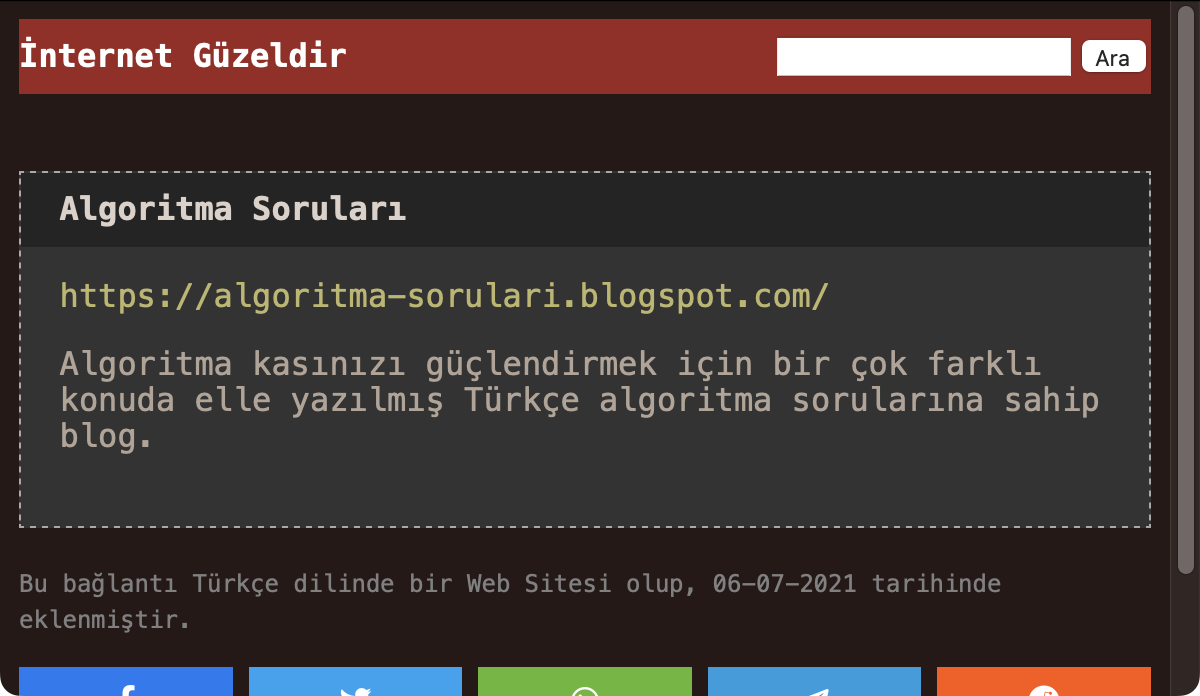 İnternet Güzeldir
Ara
Algoritma Soruları
https://algoritma-sorulari.blogspot.com/
Algoritma kasınızı güçlendirmek için bir çok farklı
konuda elle yazılmış Türkçe algoritma sorularına sahip
blog.
Bu bağlantı Türkçe dilinde bir Web Sitesi olup, 06-07-2021 tarihinde
eklenmiştir.